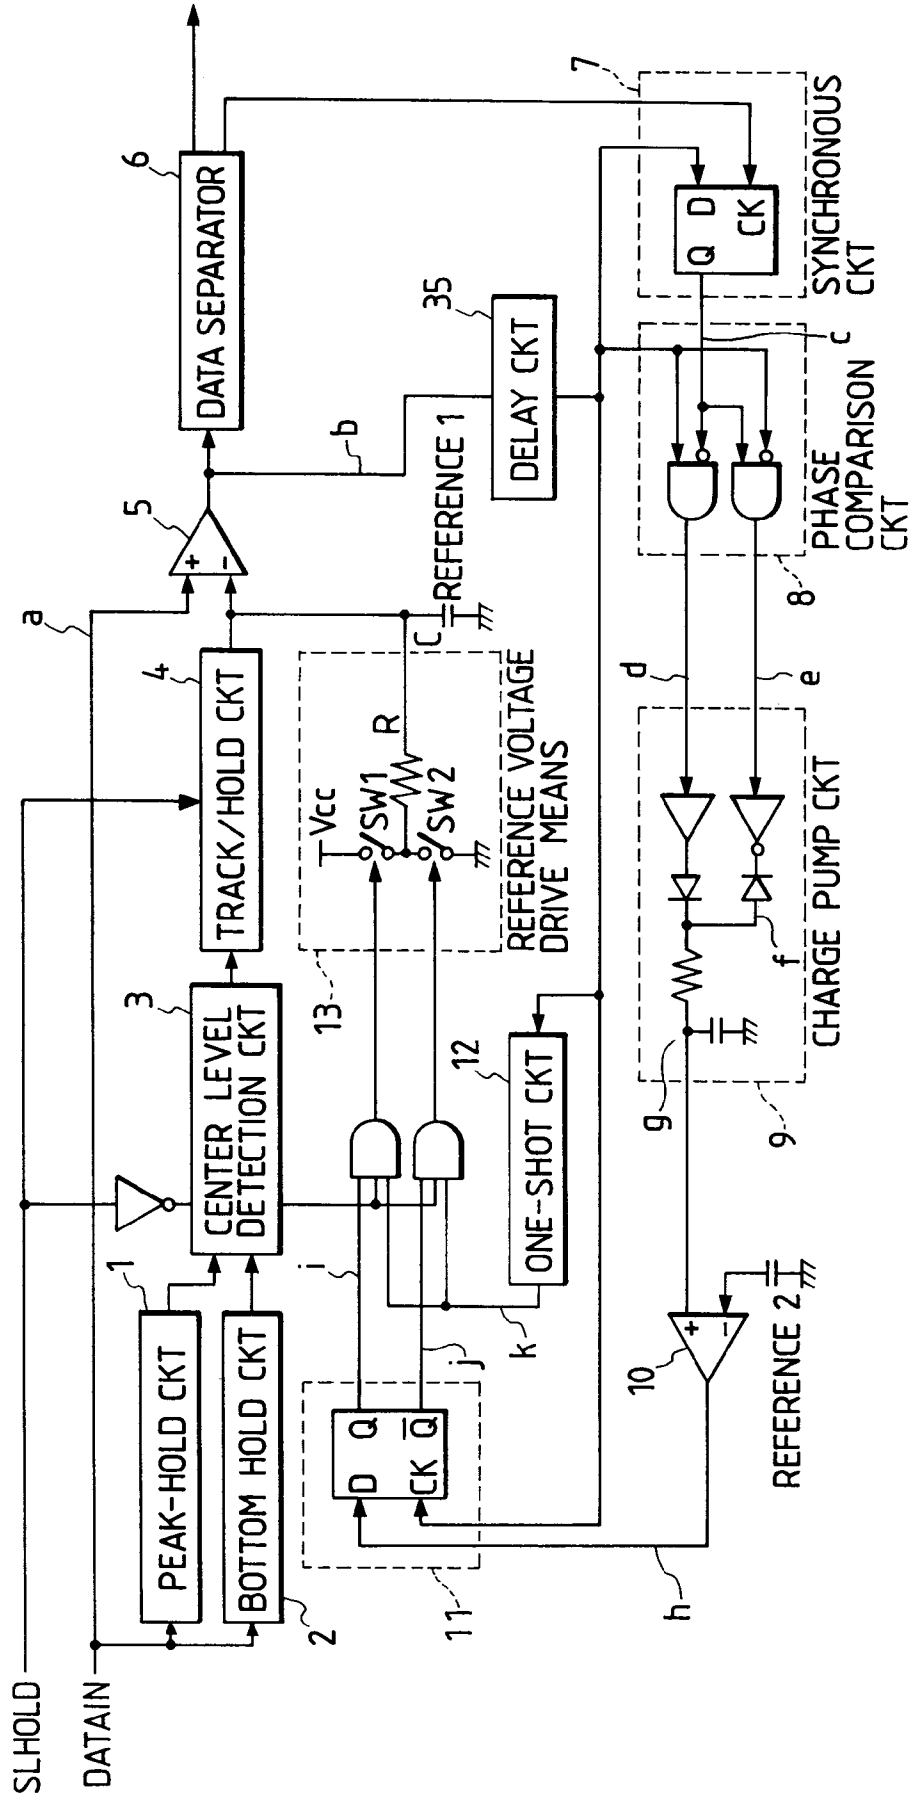 SLHOLD
DATAIN
a
1
PEAK-HOLD CKT
2
BOTTOM HOLD CKT
3
CENTER LEVEL
DETECTION CKT
4
TRACK/HOLD CKT
5
+
-
6
DATA SEPARATOR
b
35
DELAY CKT
C
REFERENCE 1
13
Vcc
SW1
SW2
R
REFERENCE VOLTAGE
DRIVE MEANS
11
D
Q
CK
Q̅
i
j
k
12
ONE-SHOT CKT
h
10
+
-
REFERENCE 2
g
9
f
CHARGE PUMP CKT
d
e
8
PHASE
COMPARISON
CKT
c
7
Q
D
CK
SYNCHRONOUS
CKT